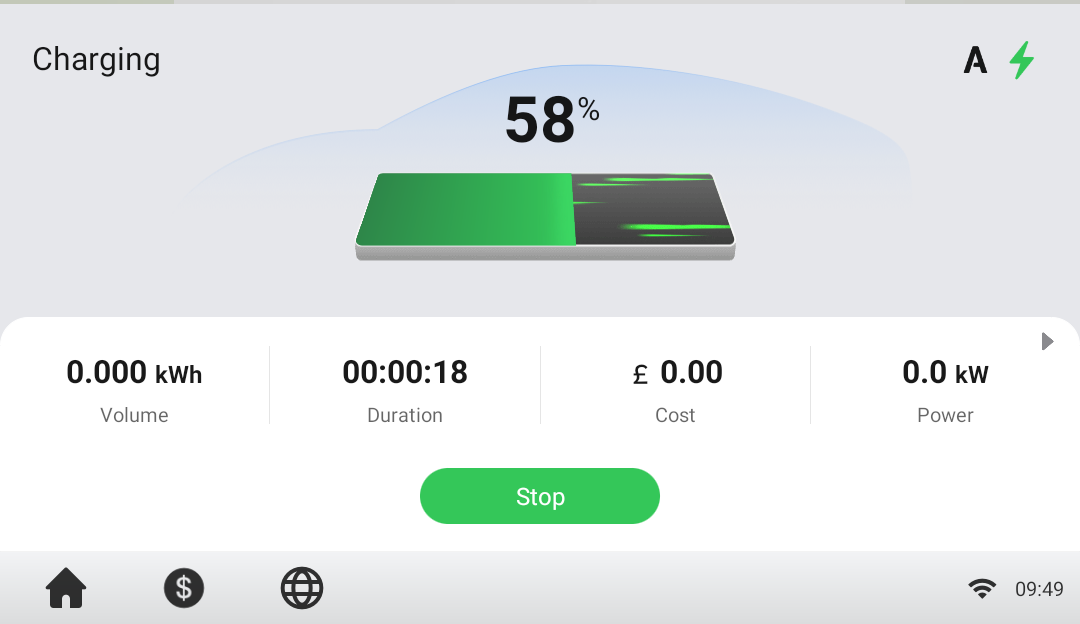 Charging
A
58%
0.000 kWh
Volume
00:00:18
Duration
£ 0.00
Cost
0.0 kW
Power
Stop
$
09:49